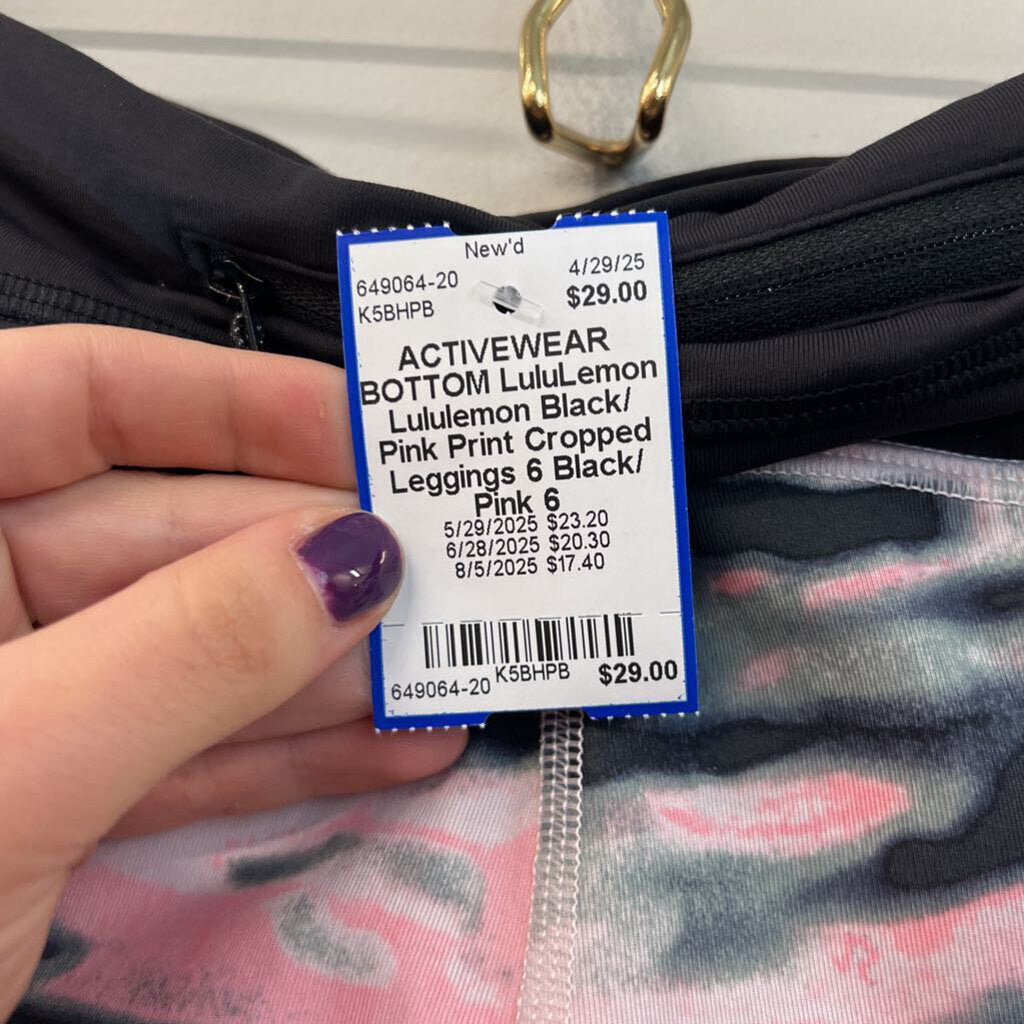 New'd
649064-20 4/29/25
K5BHPB $29.00
ACTIVEWEAR
BOTTOM LuluLemon
Lululemon Black/
Pink Print Cropped
Leggings 6 Black/
Pink 6
5/29/2025 $23.20
6/28/2025 $20.30
8/5/2025 $17.40
649064-20 K5BHPB $29.00